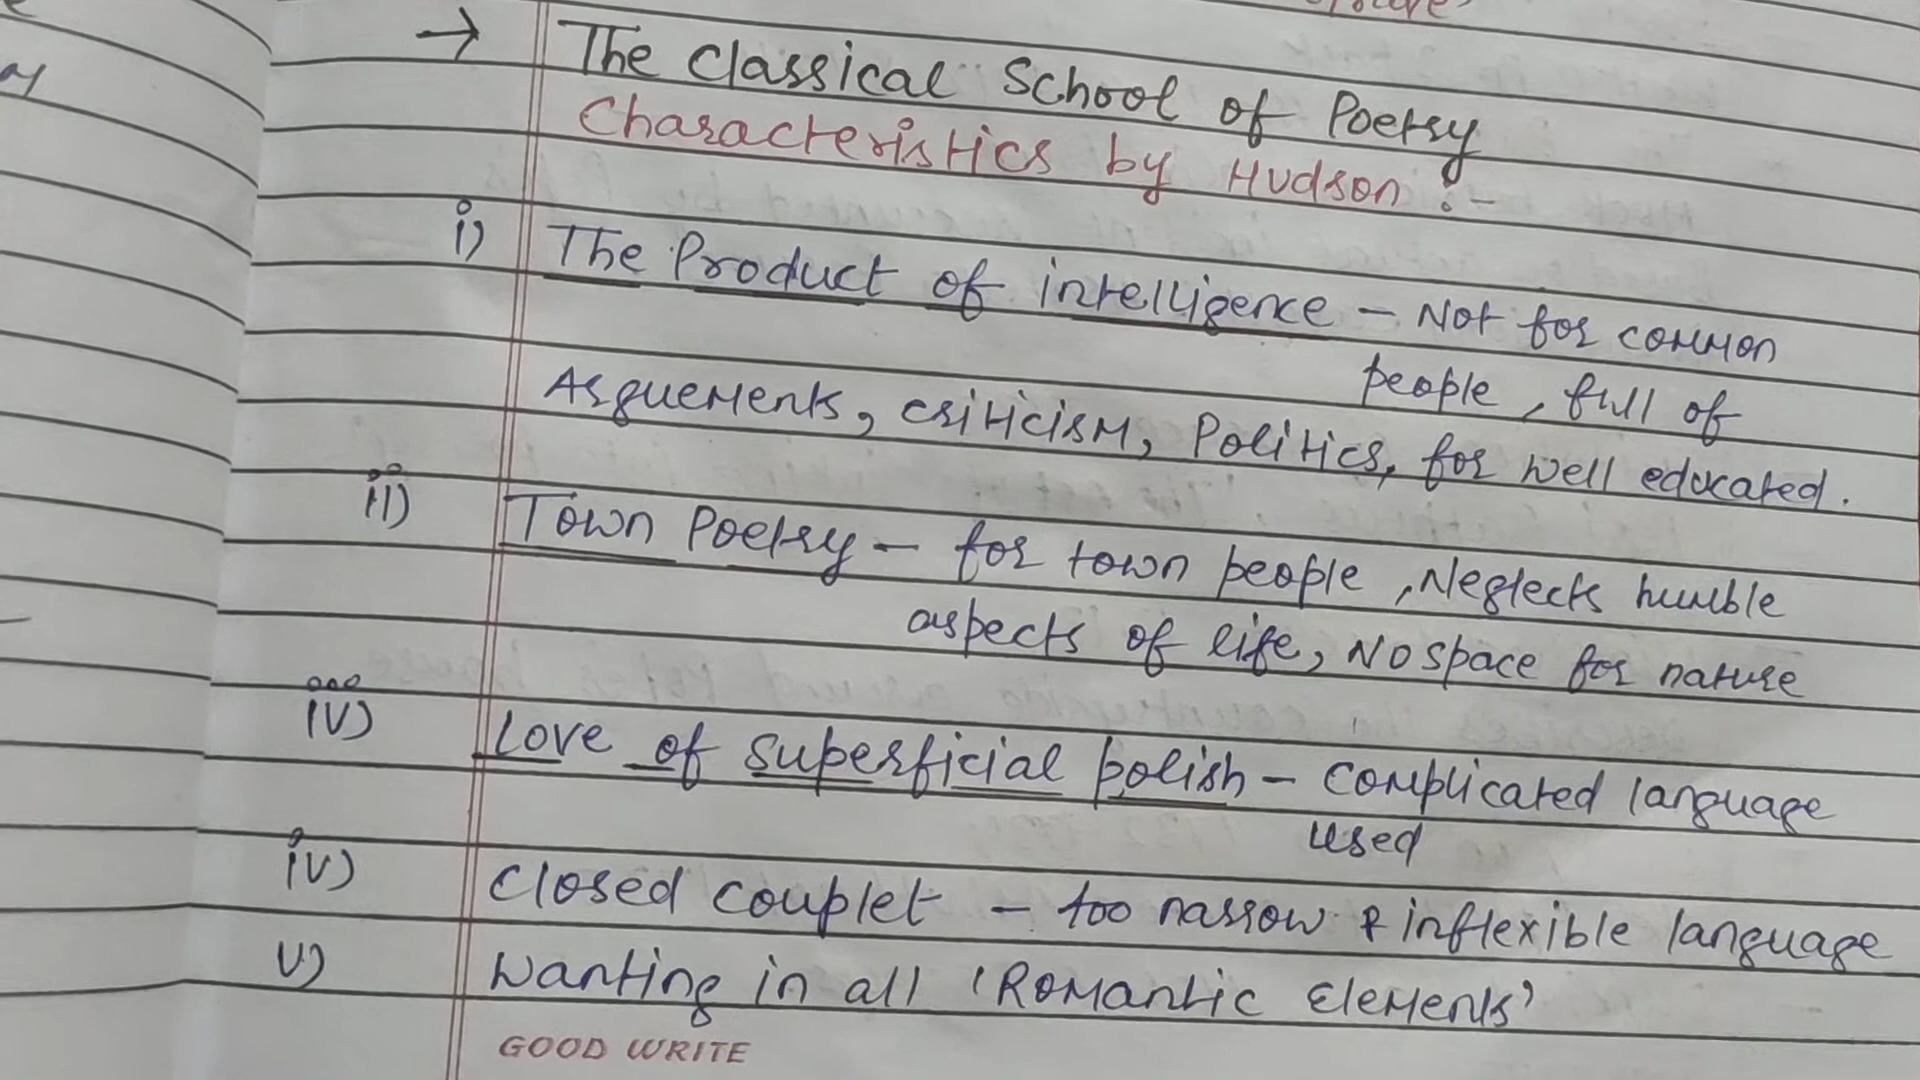 → The Classical School of Poetry
Characteristics by Hudson :-
i) The Product of intelligence - Not for common
people, full of
Arguements, criticism, Politics, for well educated.
ii) Town Poetry - for town people, Neglects humble
aspects of life, No space for nature
iv) Love of superficial polish - complicated language
used
iv) Closed couplet - too narrow & inflexible language
v) Wanting in all 'Romantic Elements'
GOOD WRITE